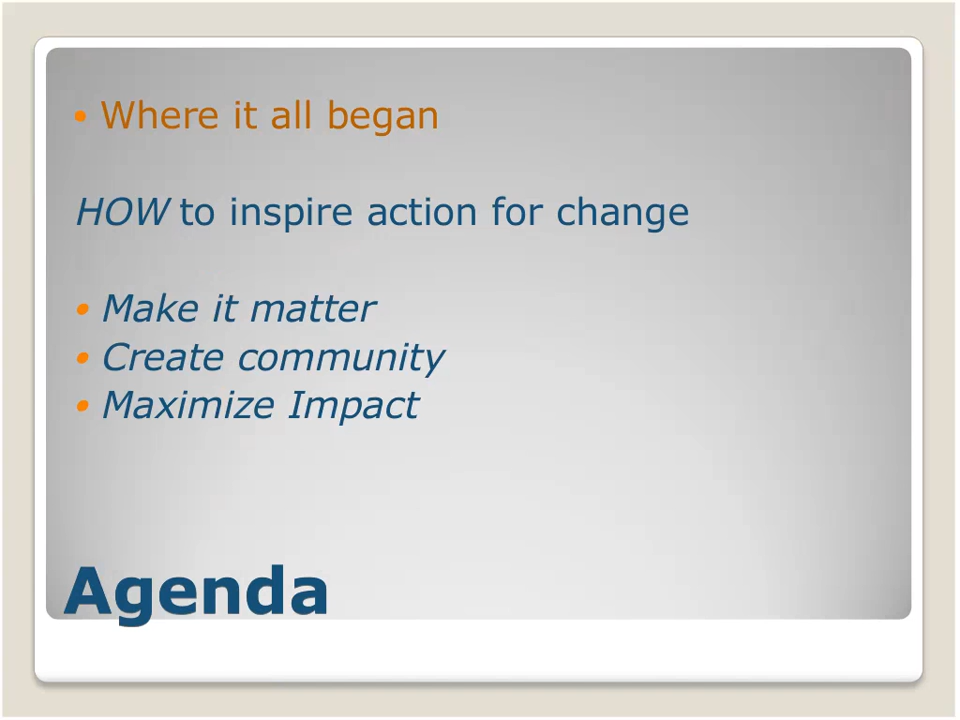 • Where it all began
HOW to inspire action for change
• Make it matter
• Create community
• Maximize Impact
Agenda